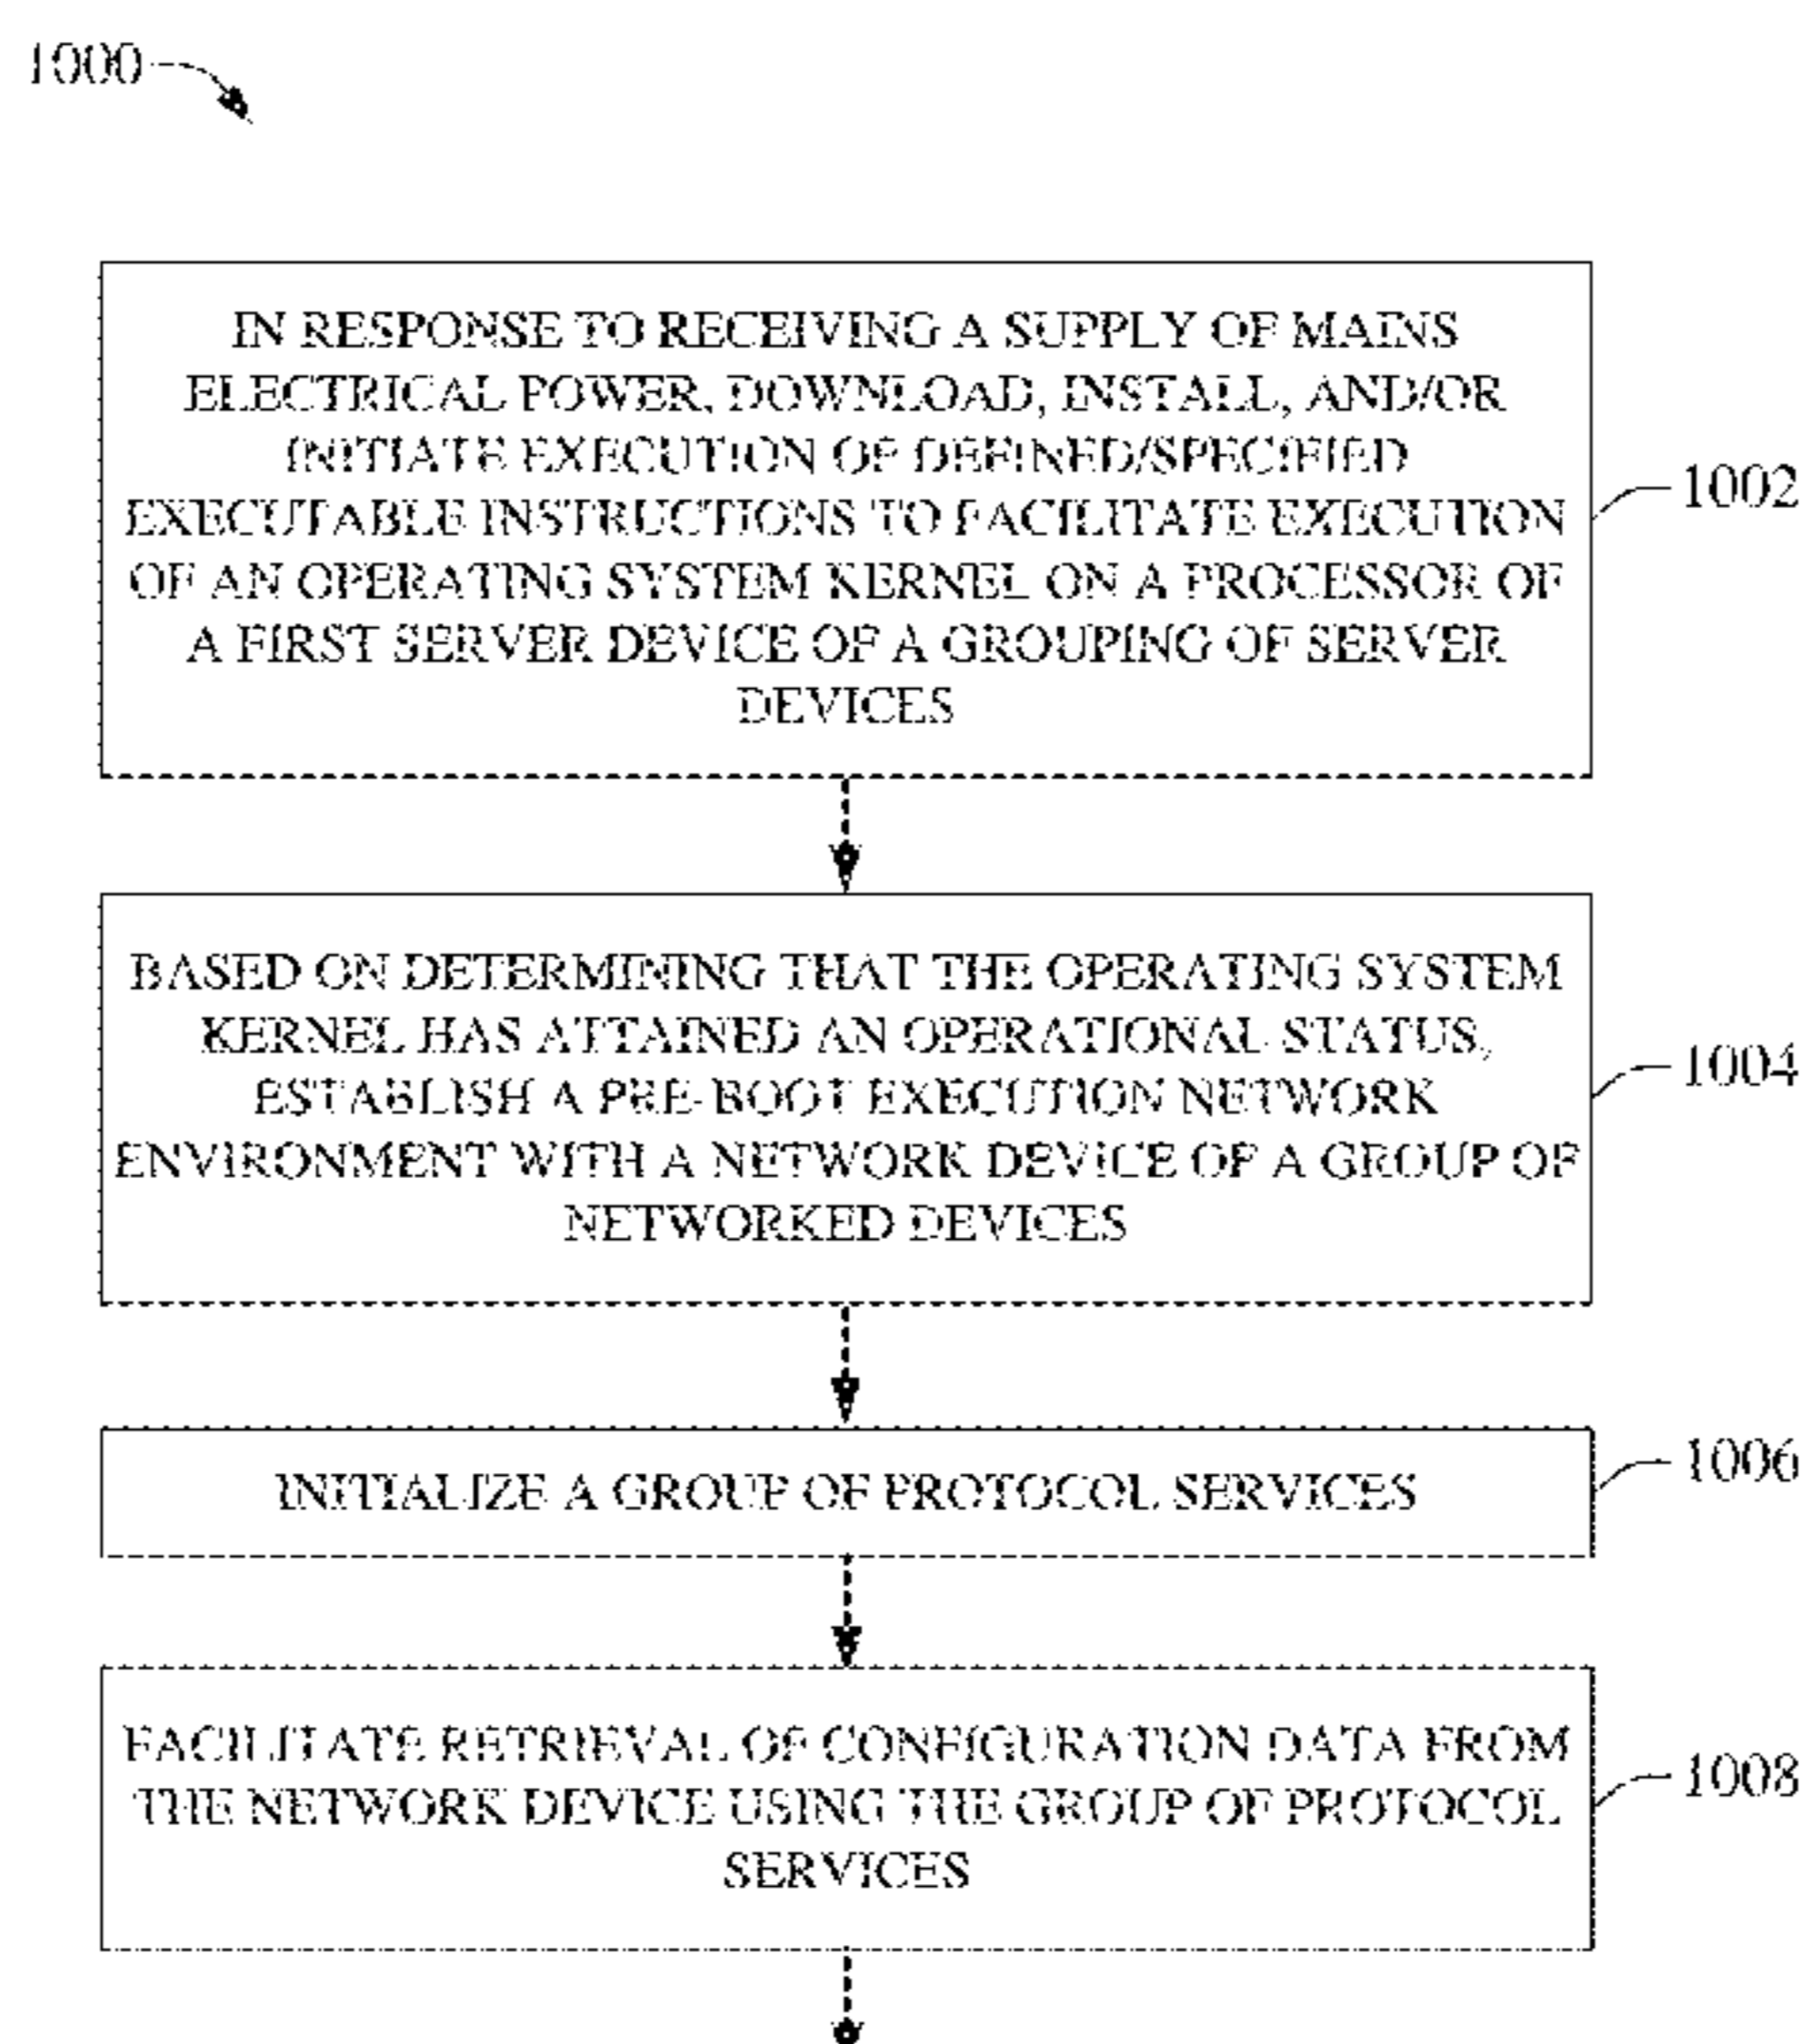 1000
IN RESPONSE TO RECEIVING A SUPPLY OF MAINS
ELECTRICAL POWER, DOWNLOAD, INSTALL, AND/OR
INITIATE EXECUTION OF DEFINED/SPECIFIED
EXECUTABLE INSTRUCTIONS TO FACILITATE EXECUTION
OF AN OPERATING SYSTEM KERNEL ON A PROCESSOR OF
A FIRST SERVER DEVICE OF A GROUPING OF SERVER
DEVICES
1002
BASED ON DETERMINING THAT THE OPERATING SYSTEM
KERNEL HAS ATTAINED AN OPERATIONAL STATUS,
ESTABLISH A PRE-BOOT EXECUTION NETWORK
ENVIRONMENT WITH A NETWORK DEVICE OF A GROUP OF
NETWORKED DEVICES
1004
INITIALIZE A GROUP OF PROTOCOL SERVICES
1006
FACILITATE RETRIEVAL OF CONFIGURATION DATA FROM
THE NETWORK DEVICE USING THE GROUP OF PROTOCOL
SERVICES
1008